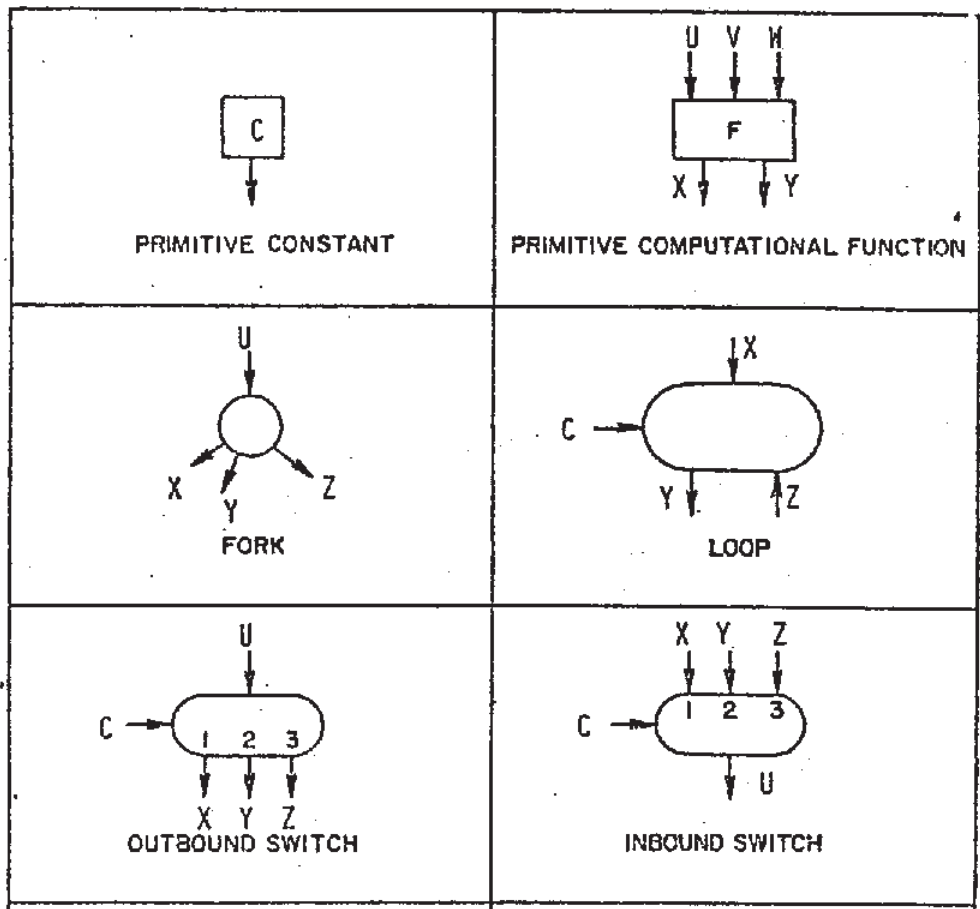 C
PRIMITIVE CONSTANT
U V W
F
X Y
PRIMITIVE COMPUTATIONAL FUNCTION
U
X
Y
Z
FORK
X
C
Y
Z
LOOP
U
C
1 2 3
X Y Z
OUTBOUND SWITCH
X Y Z
1 2 3
C
U
INBOUND SWITCH